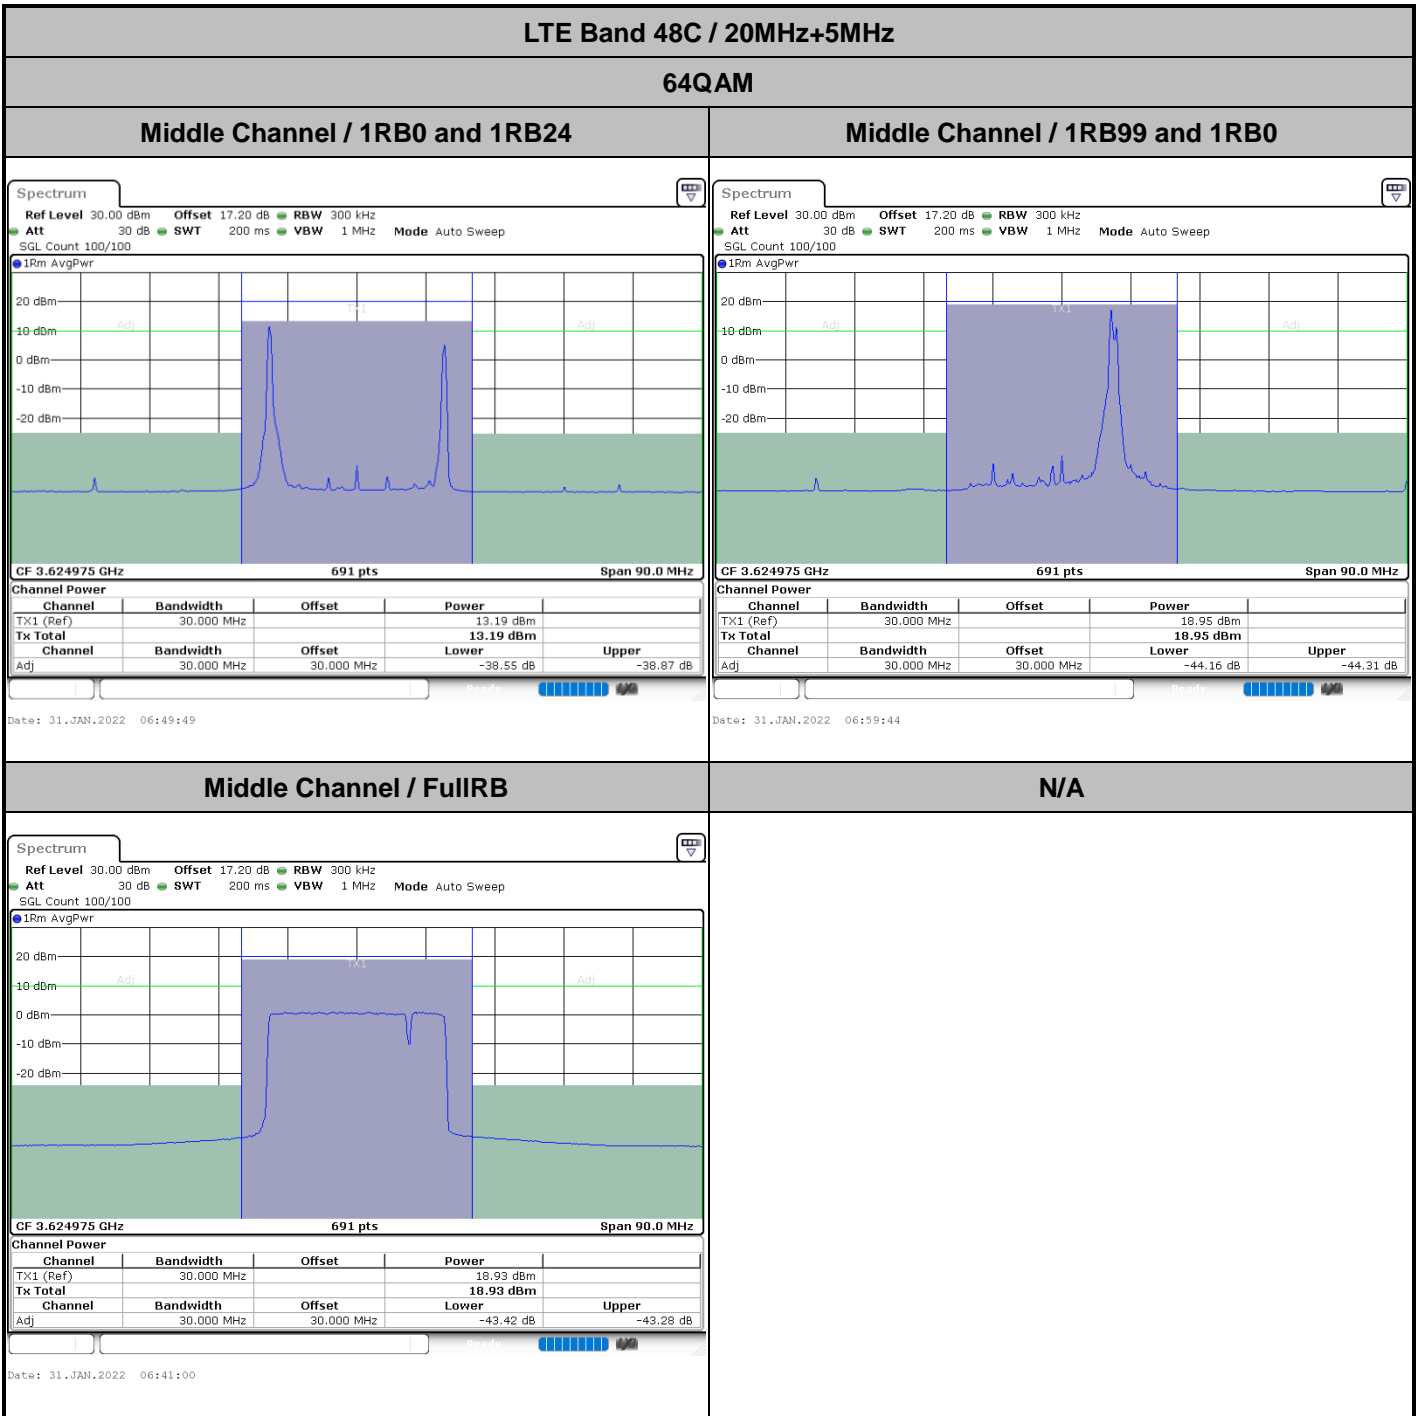 LTE Band 48C / 20MHz+5MHz
64QAM
Middle Channel / 1RB0 and 1RB24
Middle Channel / 1RB99 and 1RB0
Spectrum
Ref Level 30.00 dBm Offset 17.20 dB RBW 300 kHz
Att 30 dB SWT 200 ms VBW 1 MHz Mode Auto Sweep
SGL Count 100/100
1Rm AvgPwr
TX1
Adj
Adj
20 dBm
10 dBm
0 dBm
-10 dBm
-20 dBm
CF 3.624975 GHz 691 pts Span 90.0 MHz
Channel Power
Channel Bandwidth Offset Power
TX1 (Ref) 30.000 MHz 13.19 dBm
Tx Total 13.19 dBm
Channel Bandwidth Offset Lower Upper
Adj 30.000 MHz 30.000 MHz -38.55 dB -38.87 dB
Ready
Date: 31.JAN.2022 06:49:49
Spectrum
Ref Level 30.00 dBm Offset 17.20 dB RBW 300 kHz
Att 30 dB SWT 200 ms VBW 1 MHz Mode Auto Sweep
SGL Count 100/100
1Rm AvgPwr
TX1
Adj
Adj
20 dBm
10 dBm
0 dBm
-10 dBm
-20 dBm
CF 3.624975 GHz 691 pts Span 90.0 MHz
Channel Power
Channel Bandwidth Offset Power
TX1 (Ref) 30.000 MHz 18.95 dBm
Tx Total 18.95 dBm
Channel Bandwidth Offset Lower Upper
Adj 30.000 MHz 30.000 MHz -44.16 dB -44.31 dB
Ready
Date: 31.JAN.2022 06:59:44
Middle Channel / FullRB
N/A
Spectrum
Ref Level 30.00 dBm Offset 17.20 dB RBW 300 kHz
Att 30 dB SWT 200 ms VBW 1 MHz Mode Auto Sweep
SGL Count 100/100
1Rm AvgPwr
TX1
Adj
Adj
20 dBm
10 dBm
0 dBm
-10 dBm
-20 dBm
CF 3.624975 GHz 691 pts Span 90.0 MHz
Channel Power
Channel Bandwidth Offset Power
TX1 (Ref) 30.000 MHz 18.93 dBm
Tx Total 18.93 dBm
Channel Bandwidth Offset Lower Upper
Adj 30.000 MHz 30.000 MHz -43.42 dB -43.28 dB
Ready
Date: 31.JAN.2022 06:41:00